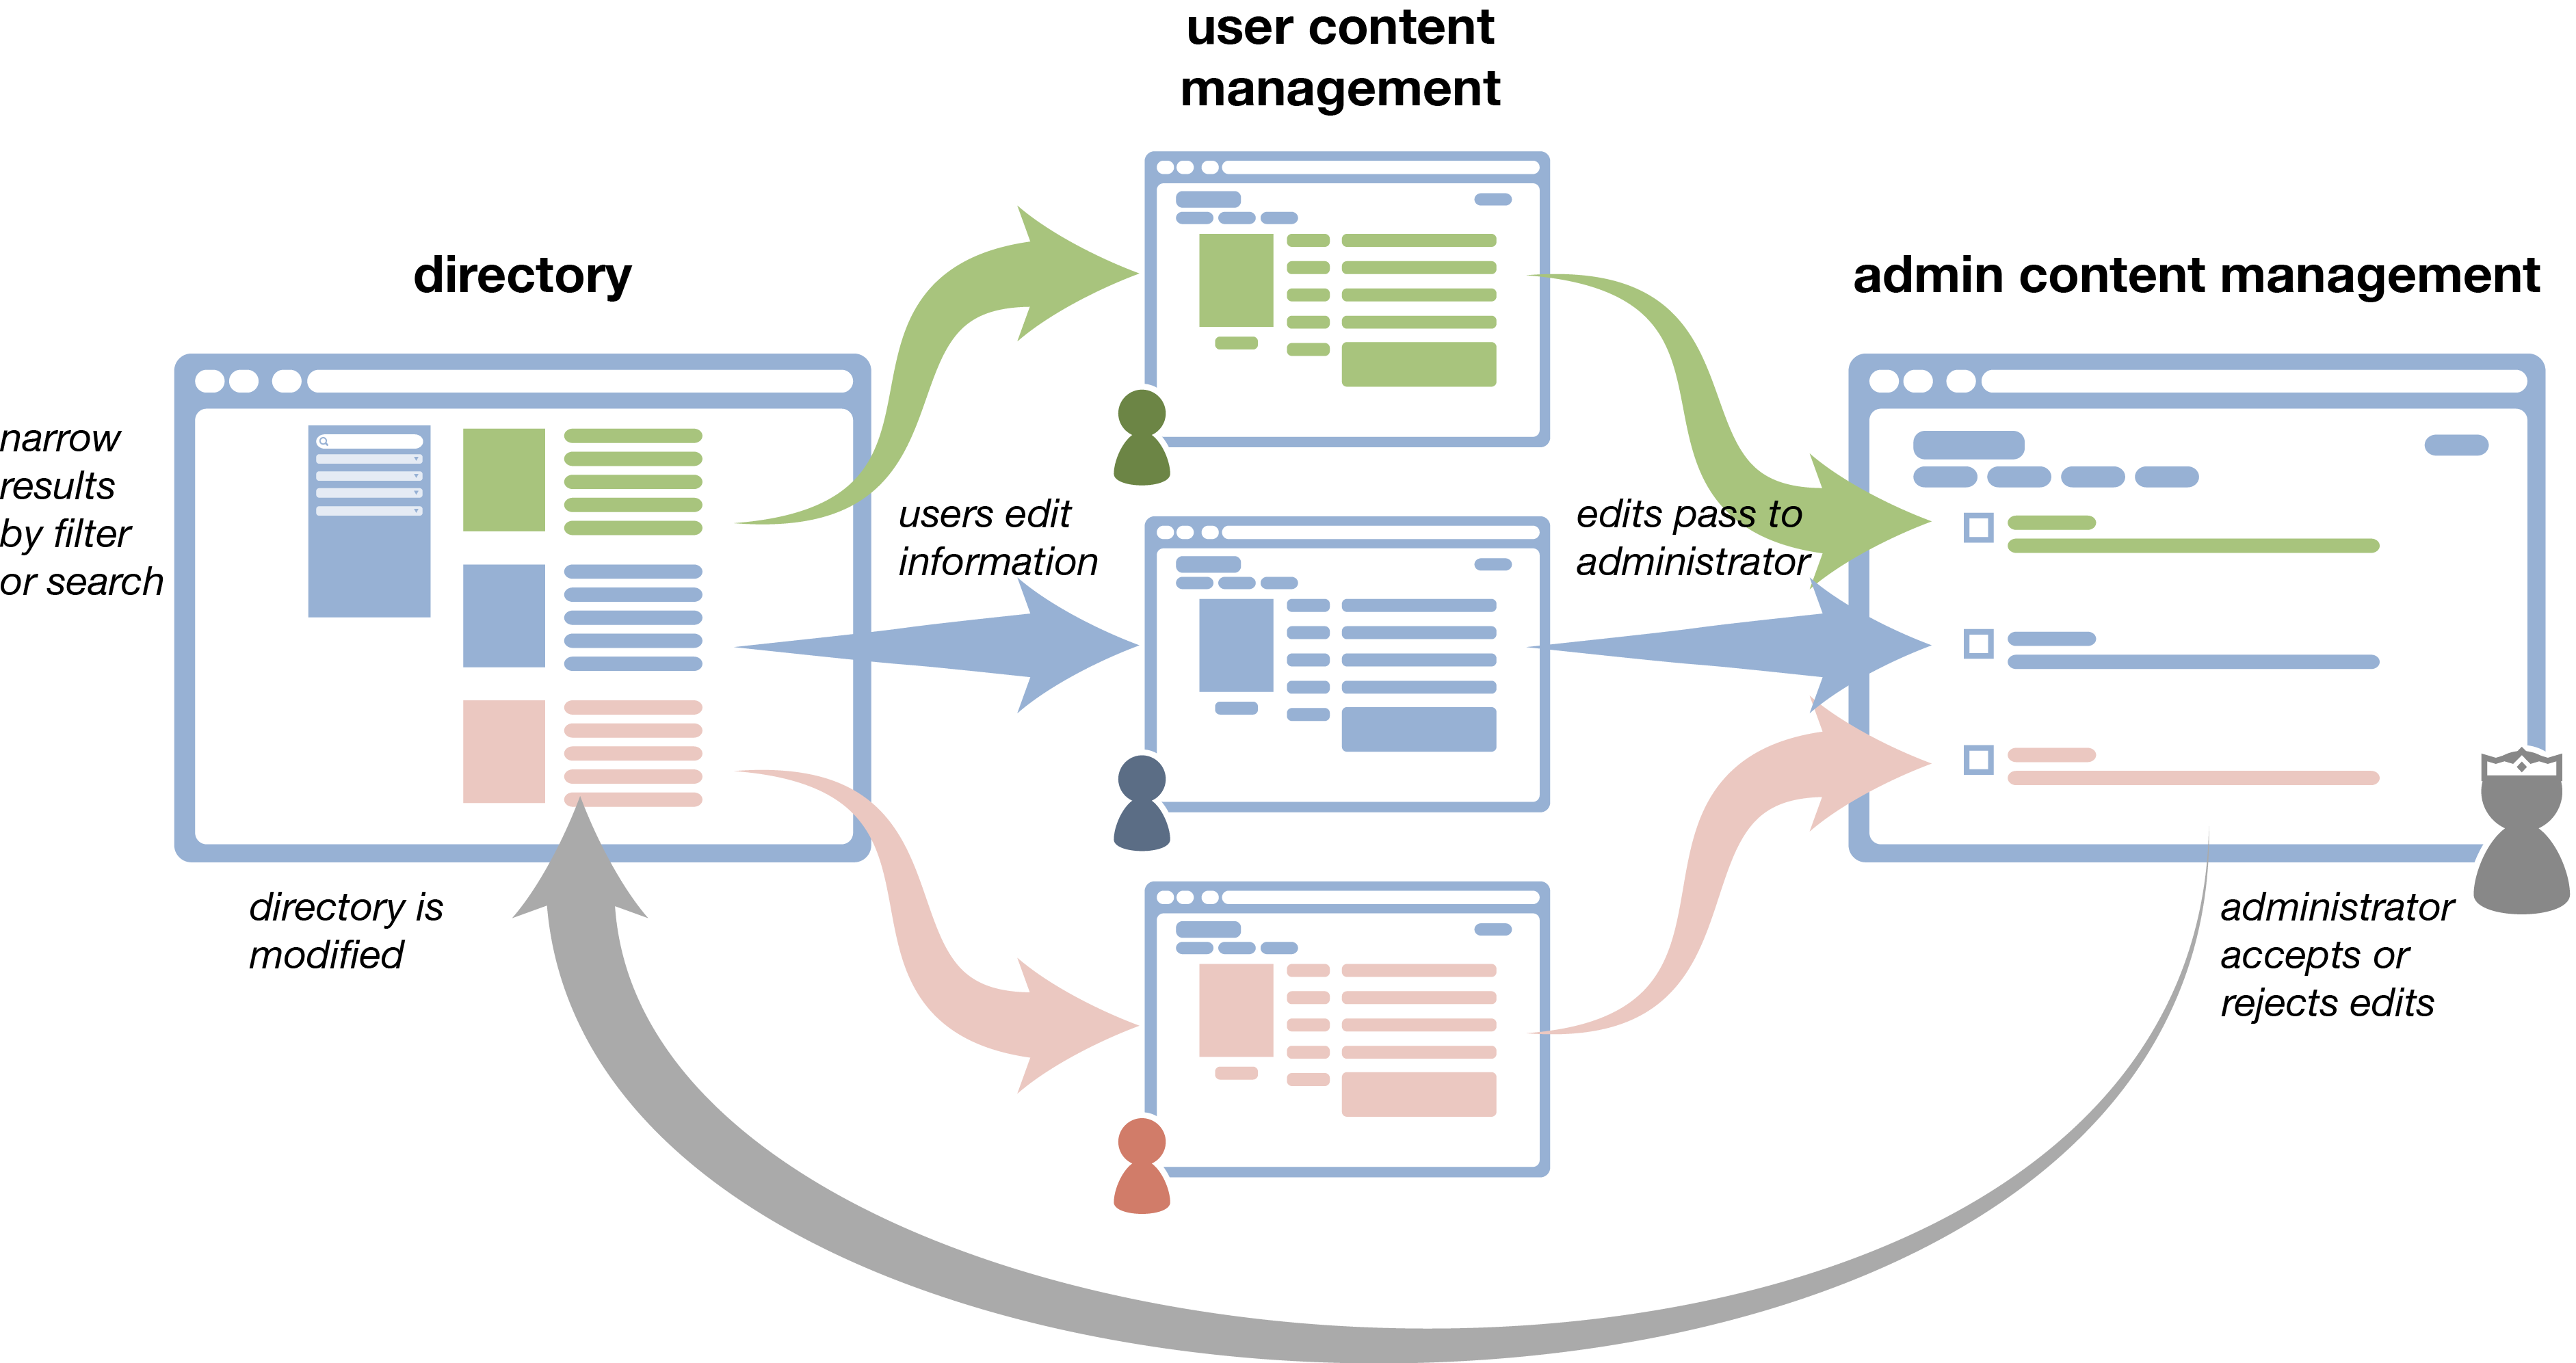 user content
management
directory
admin content management
narrow
results
by filter
or search
users edit
information
edits pass to
administrator
directory is
modified
administrator
accepts or
rejects edits